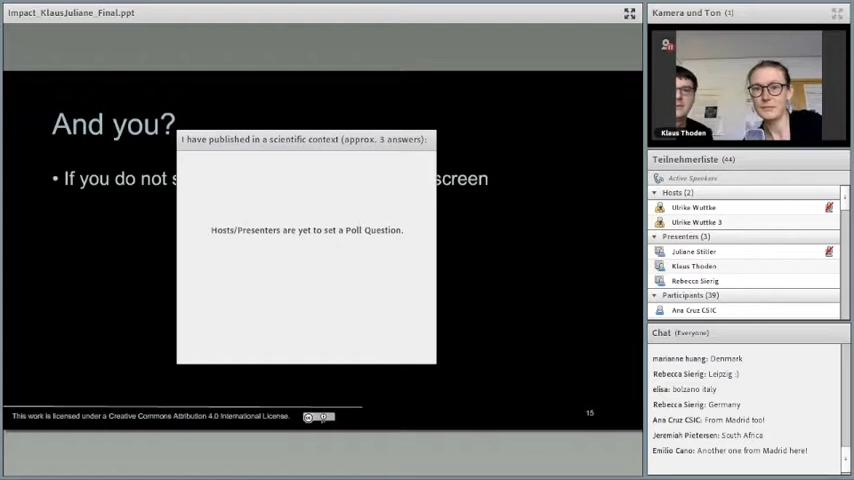 Impact_KlausJuliane_Final.ppt
And you?
• If you do not s
screen
I have published in a scientific context (approx. 3 answers):
Hosts/Presenters are yet to set a Poll Question.
This work is licensed under a Creative Commons Attribution 4.0 International License.
15
Kamera und Ton (1)
Klaus Thoden
Teilnehmerliste (44)
Active Speakers
Hosts (2)
Ulrike Wuttke
Ulrike Wuttke 3
Presenters (3)
Juliane Stiller
Klaus Thoden
Rebecca Sierig
Participants (39)
Ana Cruz CSIC
Chat (Everyone)
marianne huang: Denmark
Rebecca Sierig: Leipzig :)
elisa: bolzano italy
Rebecca Sierig: Germany
Ana Cruz CSIC: From Madrid too!
Jeremiah Pietersen: South Africa
Emilio Cano: Another one from Madrid here!